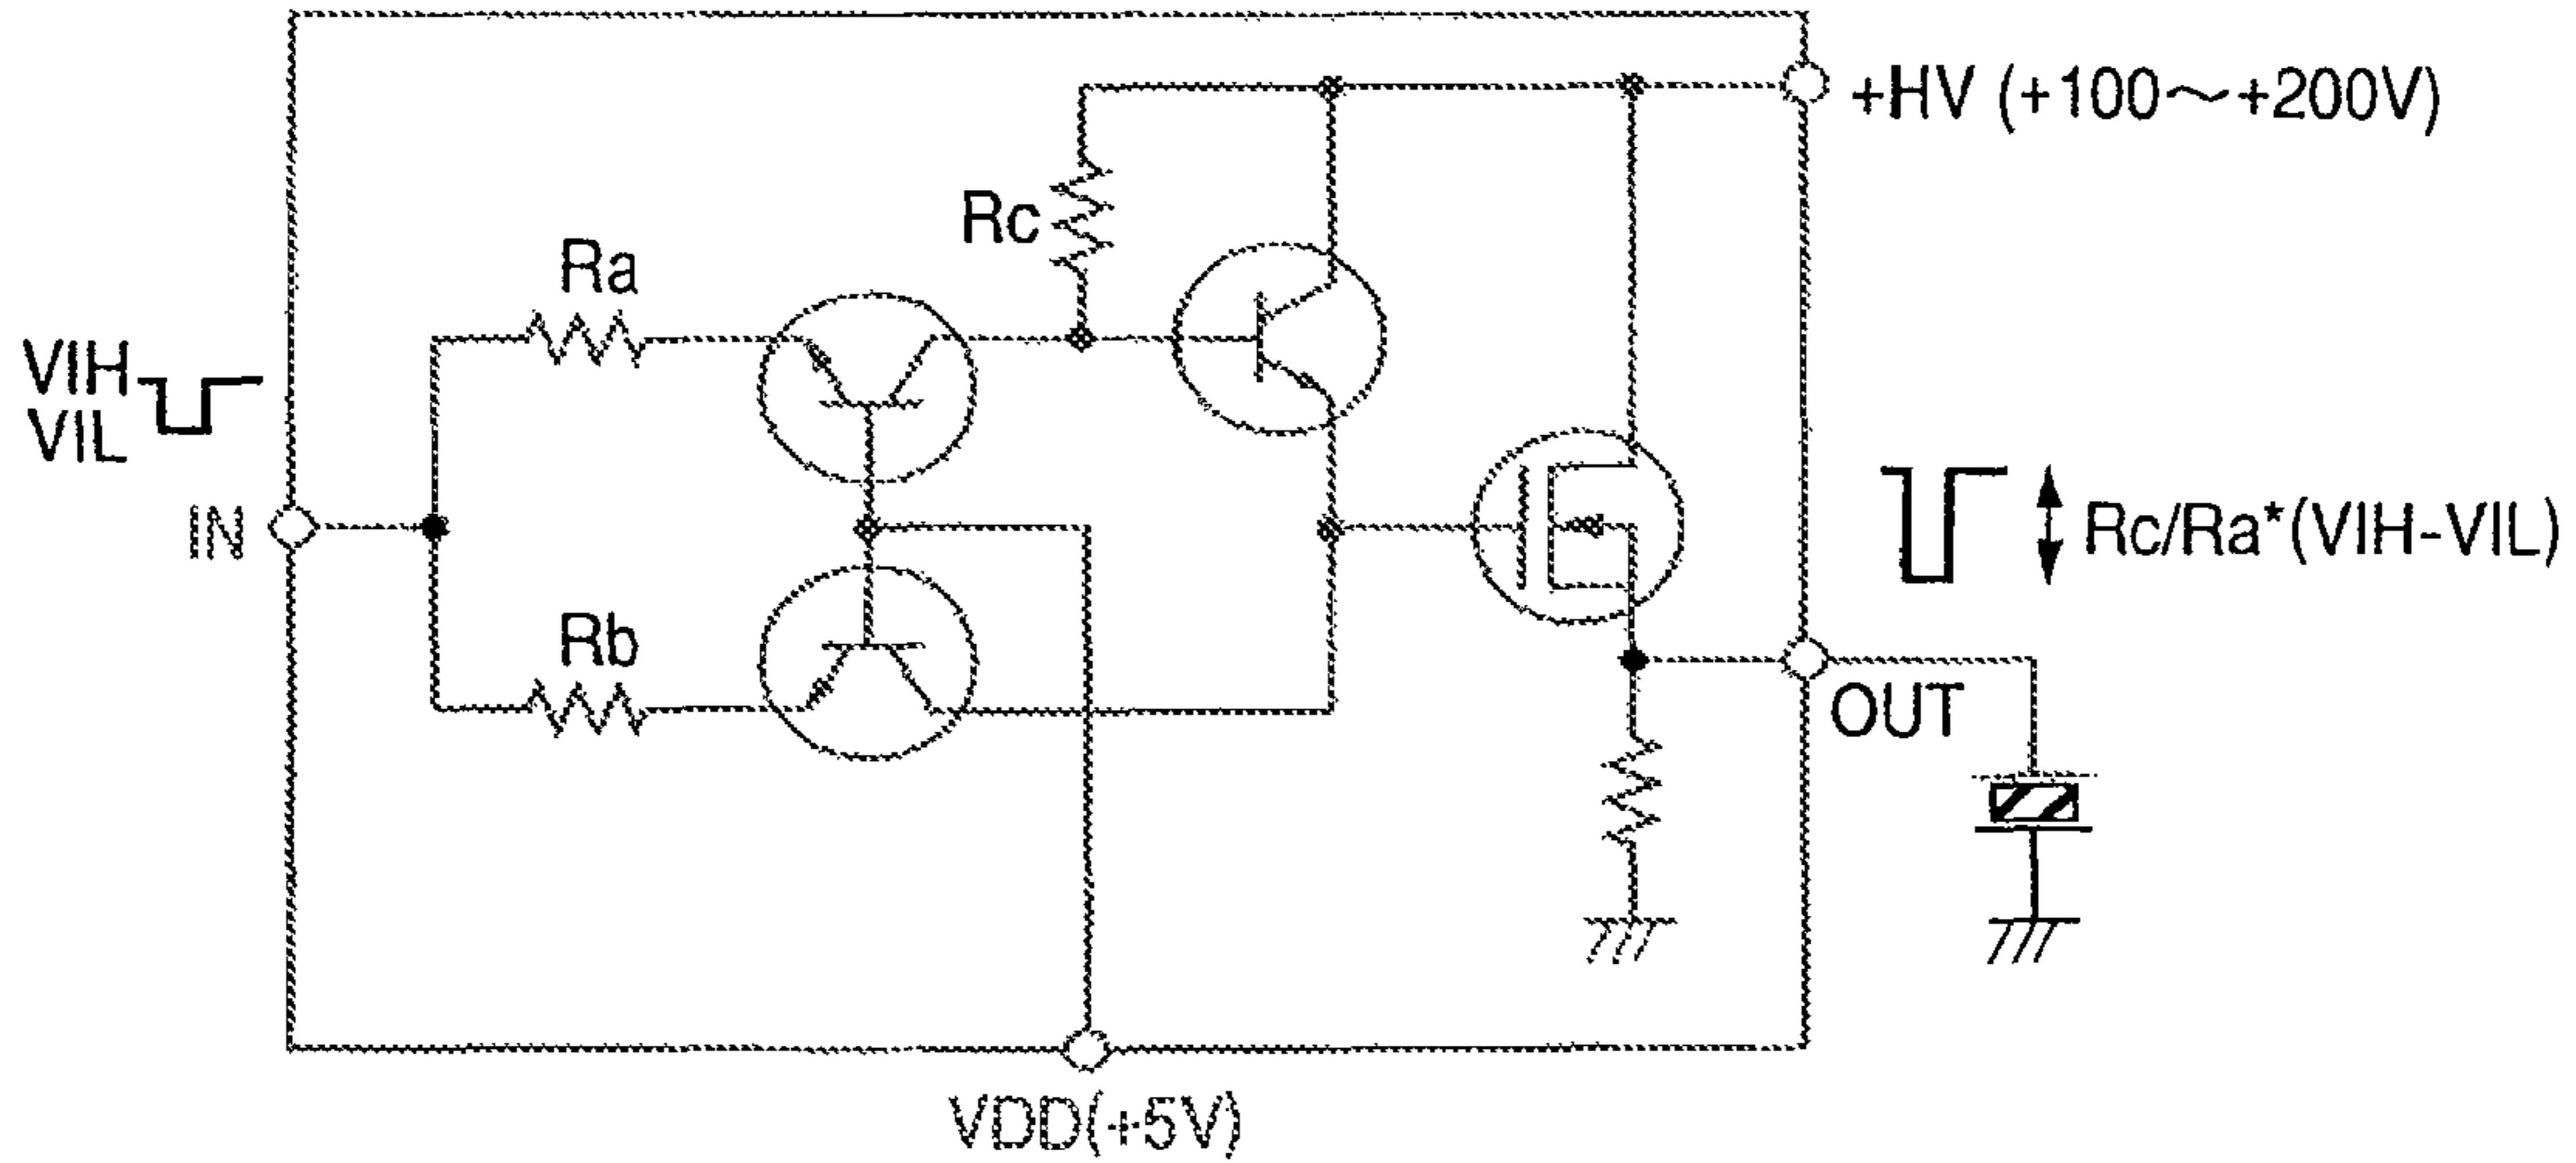 +HV (+100～+200V)
Rc
Ra
VIH
VIL
IN
Rc/Ra*(VIH-VIL)
Rb
OUT
VDD(+5V)